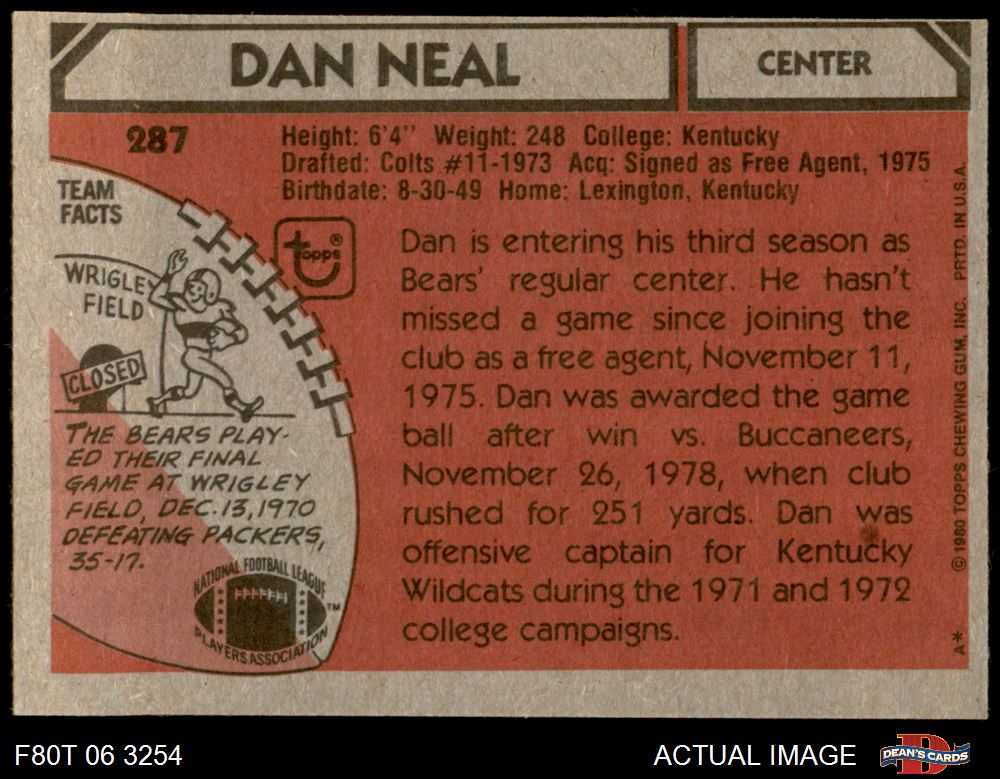 DAN NEAL
CENTER
287
Height: 6'4" Weight: 248 College: Kentucky
Drafted: Colts #11-1973 Acq: Signed as Free Agent, 1975
Birthdate: 8-30-49 Home: Lexington, Kentucky
TEAM
FACTS
WRIGLEY
FIELD
CLOSED
THE BEARS PLAY-
ED THEIR FINAL
GAME AT WRIGLEY
FIELD, DEC. 13, 1970
DEFEATING PACKERS,
35-17.
NATIONAL FOOTBALL LEAGUE
PLAYERS ASSOCIATION
TM
topps®
Dan is entering his third season as
Bears' regular center. He hasn't
missed a game since joining the
club as a free agent, November 11,
1975. Dan was awarded the game
ball after win vs. Buccaneers,
November 26, 1978, when club
rushed for 251 yards. Dan was
offensive captain for Kentucky
Wildcats during the 1971 and 1972
college campaigns.
A* © 1980 TOPPS CHEWING GUM, INC. PRTD. IN U.S.A.
F80T 06 3254
ACTUAL IMAGE
D
DEAN'S CARDS